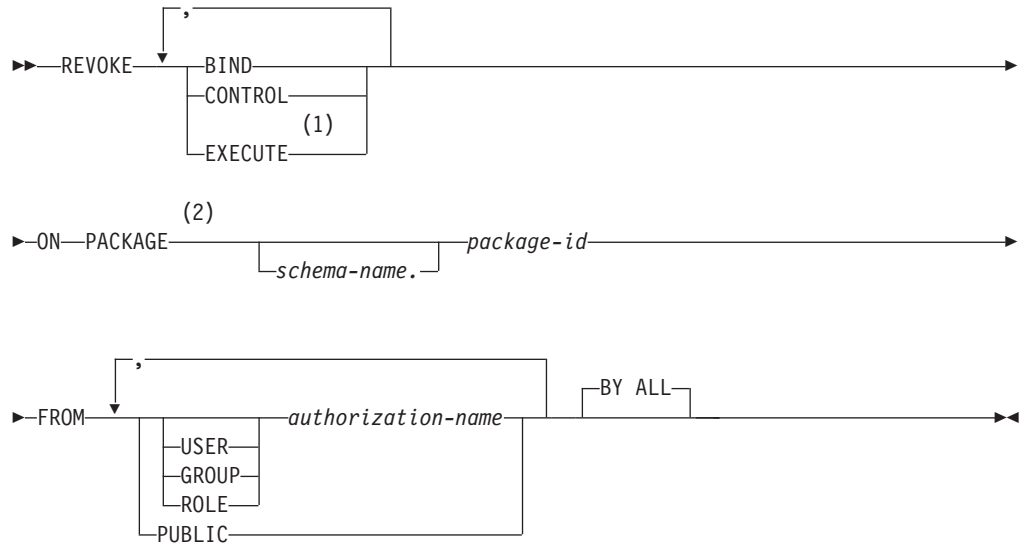 ,
REVOKE BIND
CONTROL
(1)
EXECUTE
(2)
ON PACKAGE package-id
schema-name.
,
BY ALL
FROM authorization-name
USER
GROUP
ROLE
PUBLIC